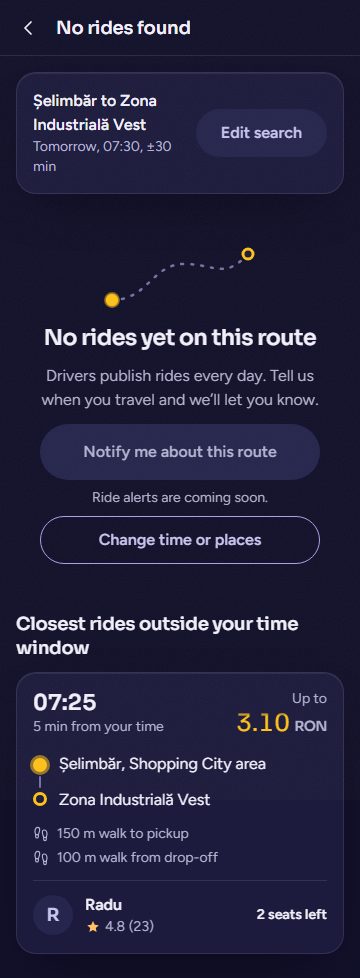 No rides found
Șelimbăr to Zona
Industrială Vest
Tomorrow, 07:30, ±30
min
Edit search
No rides yet on this route
Drivers publish rides every day. Tell us
when you travel and we’ll let you know.
Notify me about this route
Ride alerts are coming soon.
Change time or places
Closest rides outside your time
window
07:25
Up to
5 min from your time
3.10 RON
Șelimbăr, Shopping City area
Zona Industrială Vest
150 m walk to pickup
100 m walk from drop-off
R
Radu
4.8 (23)
2 seats left